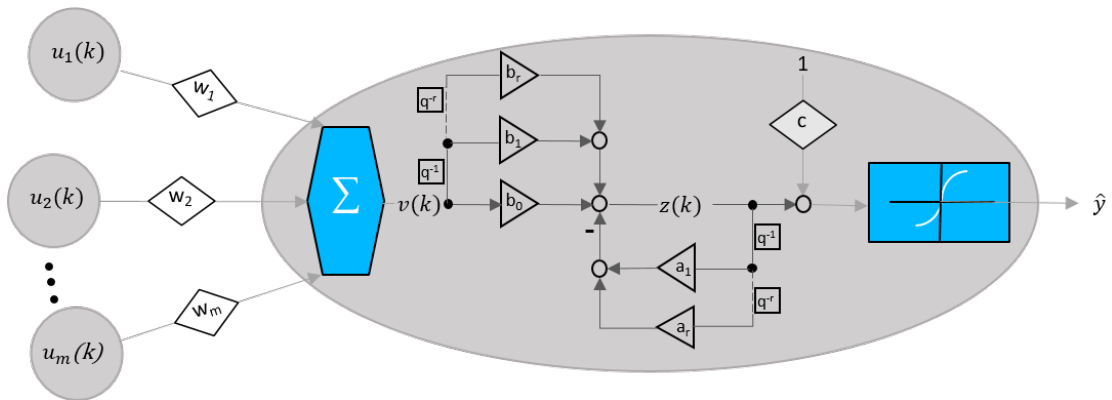 u₁(k)
w₁
u₂(k)
w₂
uₘ(k)
wₘ
Σ
v(k)
q⁻ʳ
q⁻¹
bᵣ
b₁
b₀
-
z(k)
q⁻¹
q⁻ʳ
a₁
aᵣ
1
c
ŷ